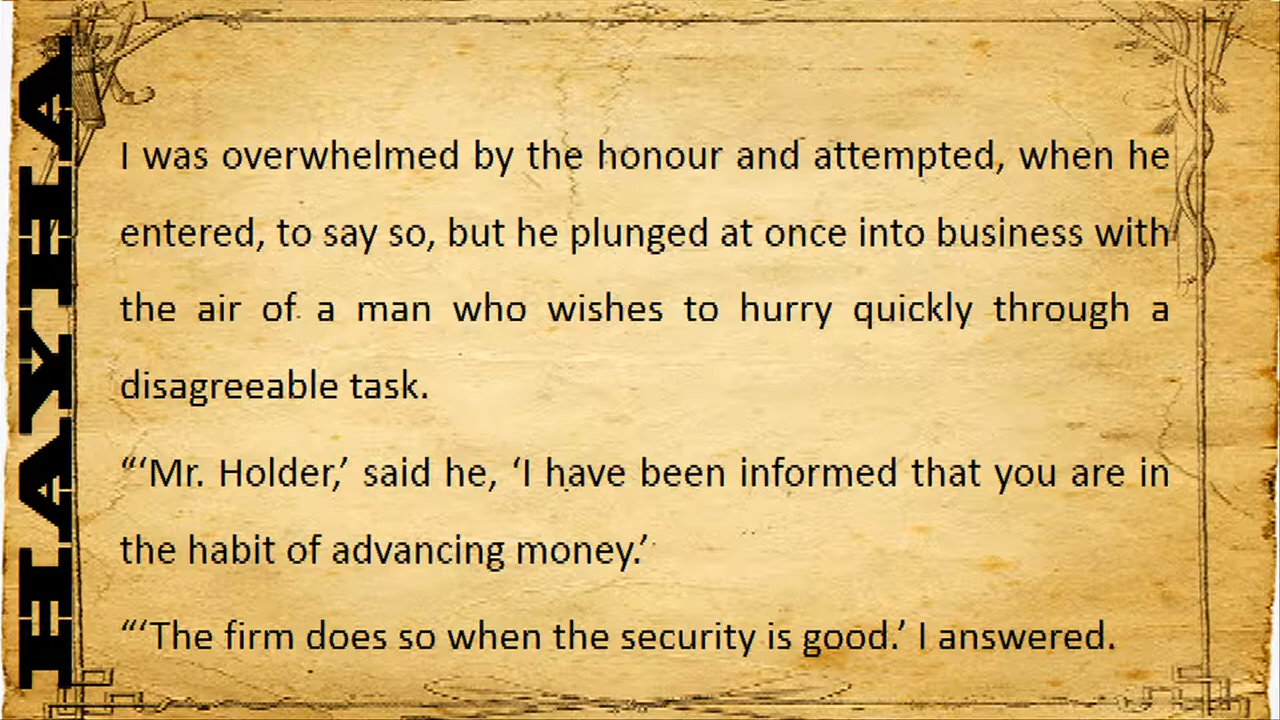 I was overwhelmed by the honour and attempted, when he
entered, to say so, but he plunged at once into business with
the air of a man who wishes to hurry quickly through a
disagreeable task.
“‘Mr. Holder,’ said he, ‘I have been informed that you are in
the habit of advancing money.’
“‘The firm does so when the security is good.’ I answered.